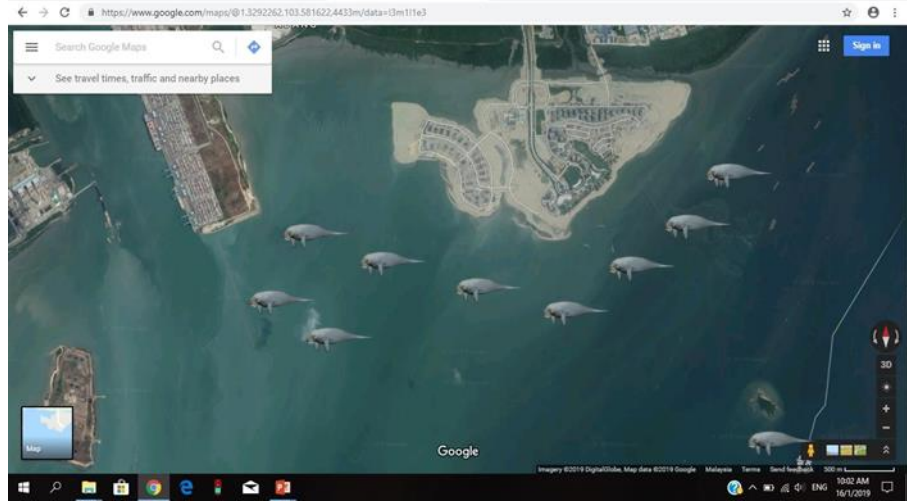 https://www.google.com/maps/@1.3292262,103.581622,4433m/data=!3m1!1e3
Search Google Maps
Sign in
See travel times, traffic and nearby places
3D
Map
Google
Imagery ©2019 DigitalGlobe, Map data ©2019 Google Malaysia Terms Send feedback 500 m
ENG
10:02 AM
16/1/2019